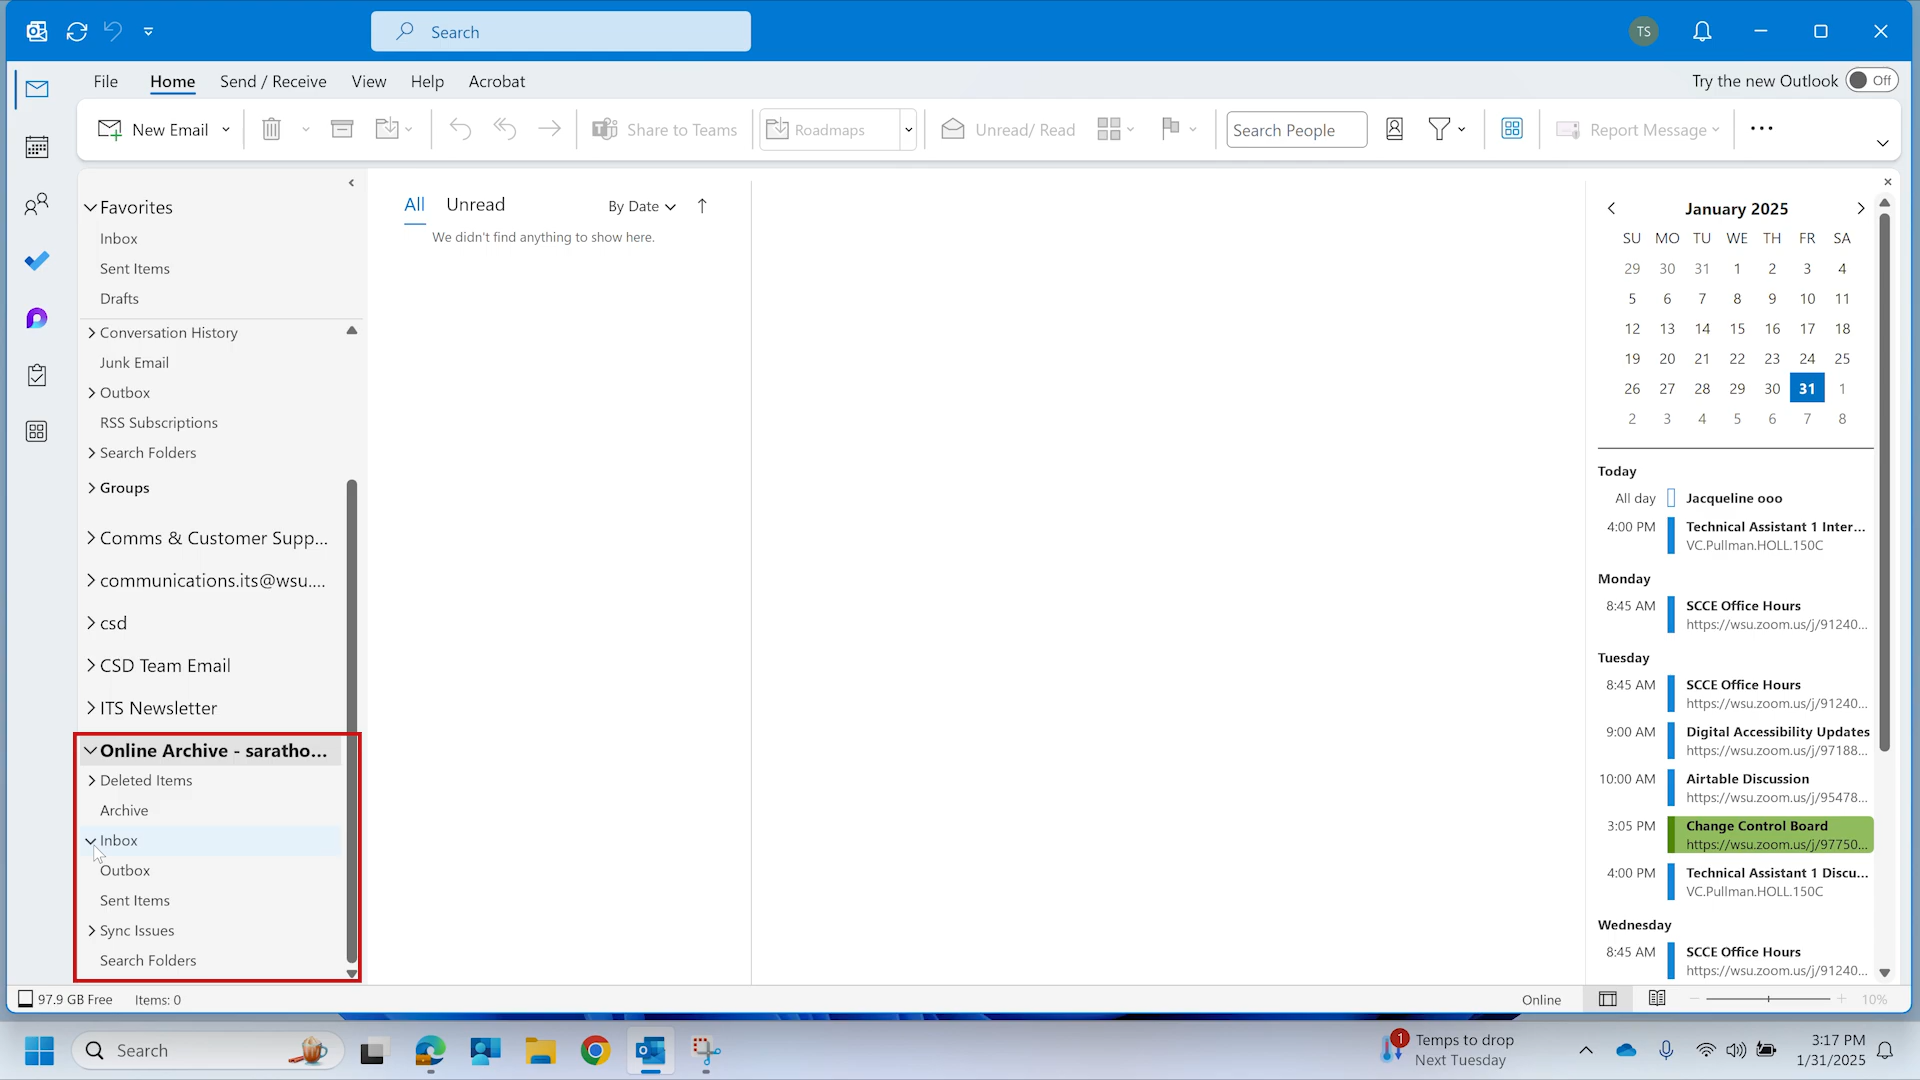 Search
TS
File Home Send / Receive View Help Acrobat
Try the new Outlook Off
New Email
Share to Teams
Roadmaps
Unread/ Read
Search People
Report Message
Favorites
Inbox
Sent Items
Drafts
Conversation History
Junk Email
Outbox
RSS Subscriptions
Search Folders
Groups
Comms & Customer Supp...
communications.its@wsu....
csd
CSD Team Email
ITS Newsletter
Online Archive - saratho...
Deleted Items
Archive
Inbox
Outbox
Sent Items
Sync Issues
Search Folders
All Unread By Date
We didn't find anything to show here.
January 2025
SU MO TU WE TH FR SA
29 30 31 1 2 3 4
5 6 7 8 9 10 11
12 13 14 15 16 17 18
19 20 21 22 23 24 25
26 27 28 29 30 31 1
2 3 4 5 6 7 8
Today
All day Jacqueline ooo
4:00 PM Technical Assistant 1 Inter...
VC.Pullman.HOLL.150C
Monday
8:45 AM SCCE Office Hours
https://wsu.zoom.us/j/91240...
Tuesday
8:45 AM SCCE Office Hours
https://wsu.zoom.us/j/91240...
9:00 AM Digital Accessibility Updates
https://wsu.zoom.us/j/97188...
10:00 AM Airtable Discussion
https://wsu.zoom.us/j/95478...
3:05 PM Change Control Board
https://wsu.zoom.us/j/97750...
4:00 PM Technical Assistant 1 Discu...
VC.Pullman.HOLL.150C
Wednesday
8:45 AM SCCE Office Hours
https://wsu.zoom.us/j/91240...
97.9 GB Free Items: 0
Online
10%
Search
1
Temps to drop
Next Tuesday
3:17 PM
1/31/2025